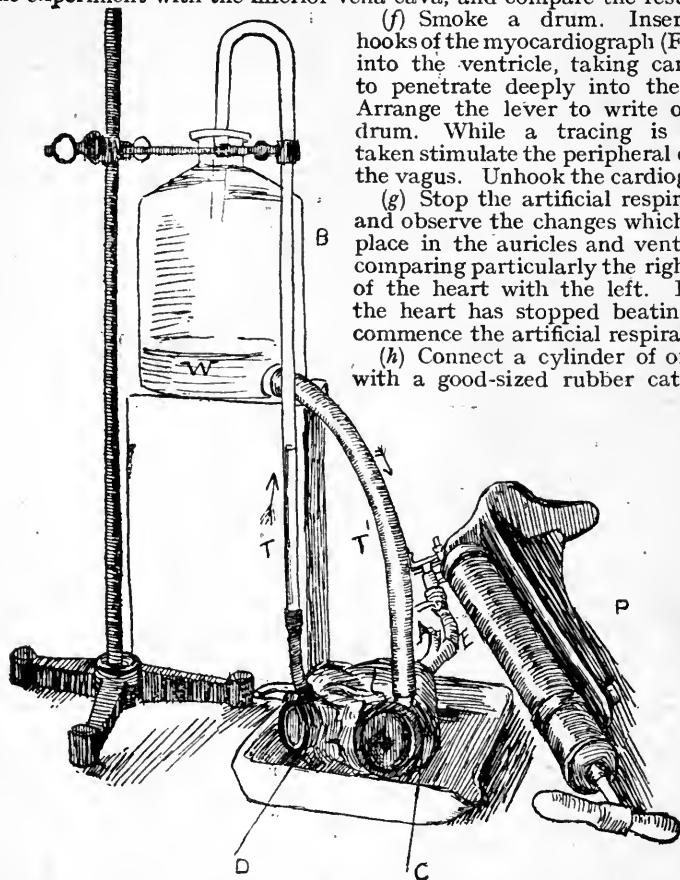 experiment with the inferior vena cava, and compare the
(f) Smoke a drum. Inser
hooks of the myocardiograph (F
into the ventricle, taking car
to penetrate deeply into the
Arrange the lever to write o
drum. While a tracing is
taken stimulate the peripheral
the vagus. Unhook the cardiog
(g) Stop the artificial respir
and observe the changes which
place in the auricles and vent
comparing particularly the righ
of the heart with the left.
the heart has stopped beatin
commence the artificial respira
(h) Connect a cylinder of o
with a good-sized rubber cat
B
W
T
T'
E
P
D
C